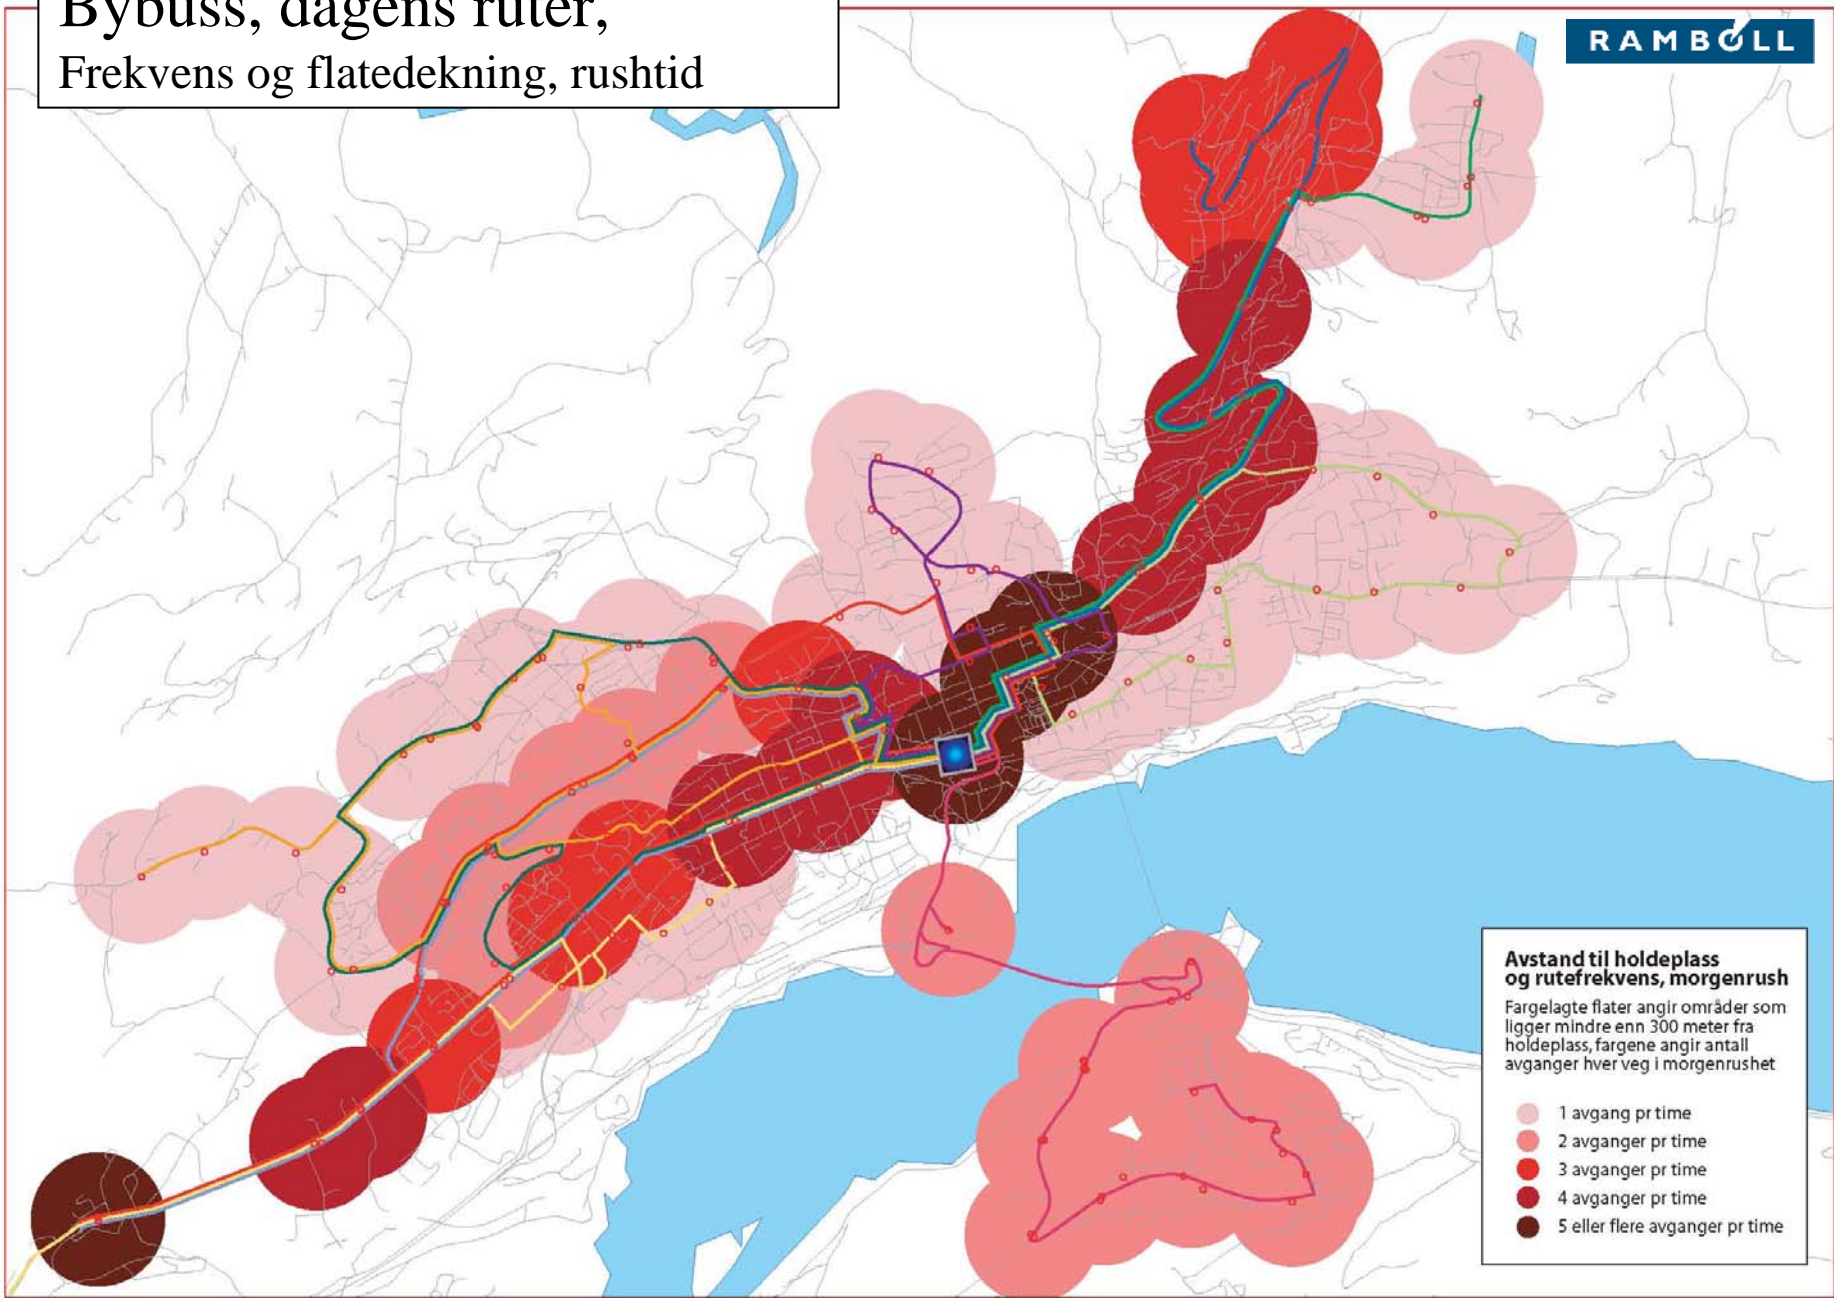 Bybuss, dagens ruter,
Frekvens og flatedekning, rushtid
RAMBØLL
Avstand til holdeplass
og rutefrekvens, morgenrush
Fargelagte flater angir områder som
ligger mindre enn 300 meter fra
holdeplass, fargene angir antall
avganger hver veg i morgenrushet
1 avgang pr time
2 avganger pr time
3 avganger pr time
4 avganger pr time
5 eller flere avganger pr time